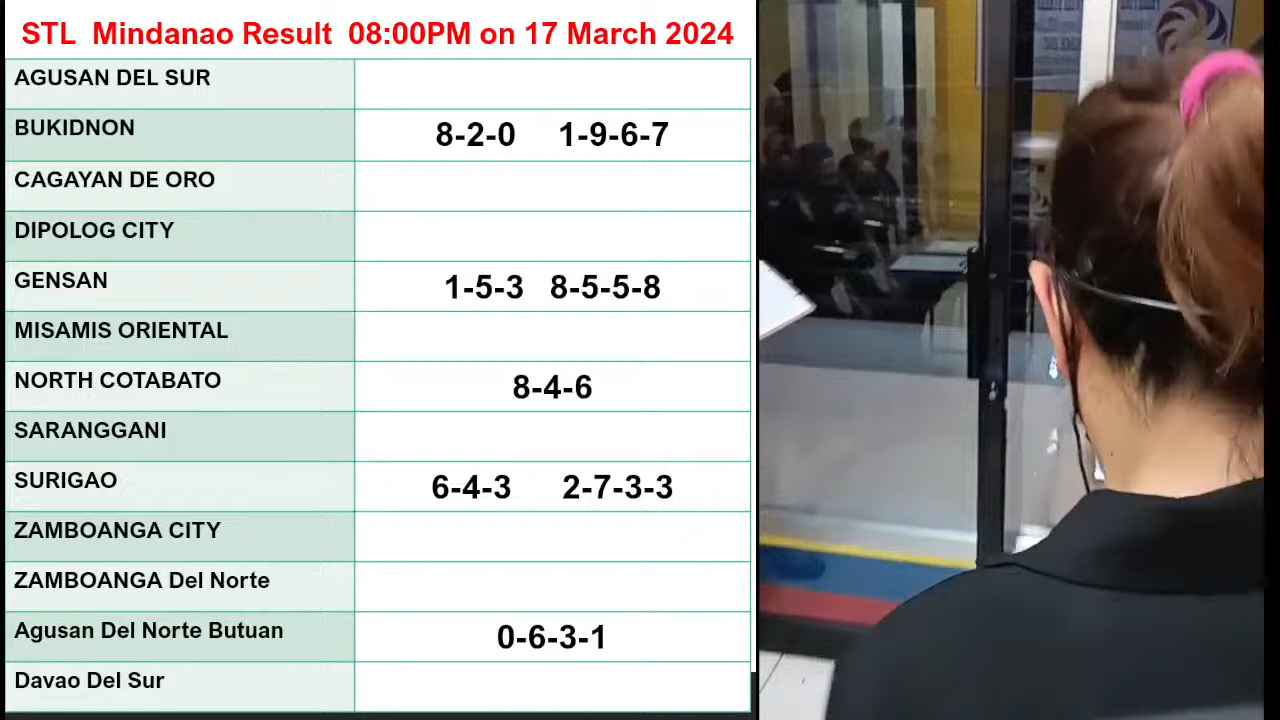 STL Mindanao Result 08:00PM on 17 March 2024
AGUSAN DEL SUR
BUKIDNON 8-2-0 1-9-6-7
CAGAYAN DE ORO
DIPOLOG CITY
GENSAN 1-5-3 8-5-5-8
MISAMIS ORIENTAL
NORTH COTABATO 8-4-6
SARANGGANI
SURIGAO 6-4-3 2-7-3-3
ZAMBOANGA CITY
ZAMBOANGA Del Norte
Agusan Del Norte Butuan 0-6-3-1
Davao Del Sur